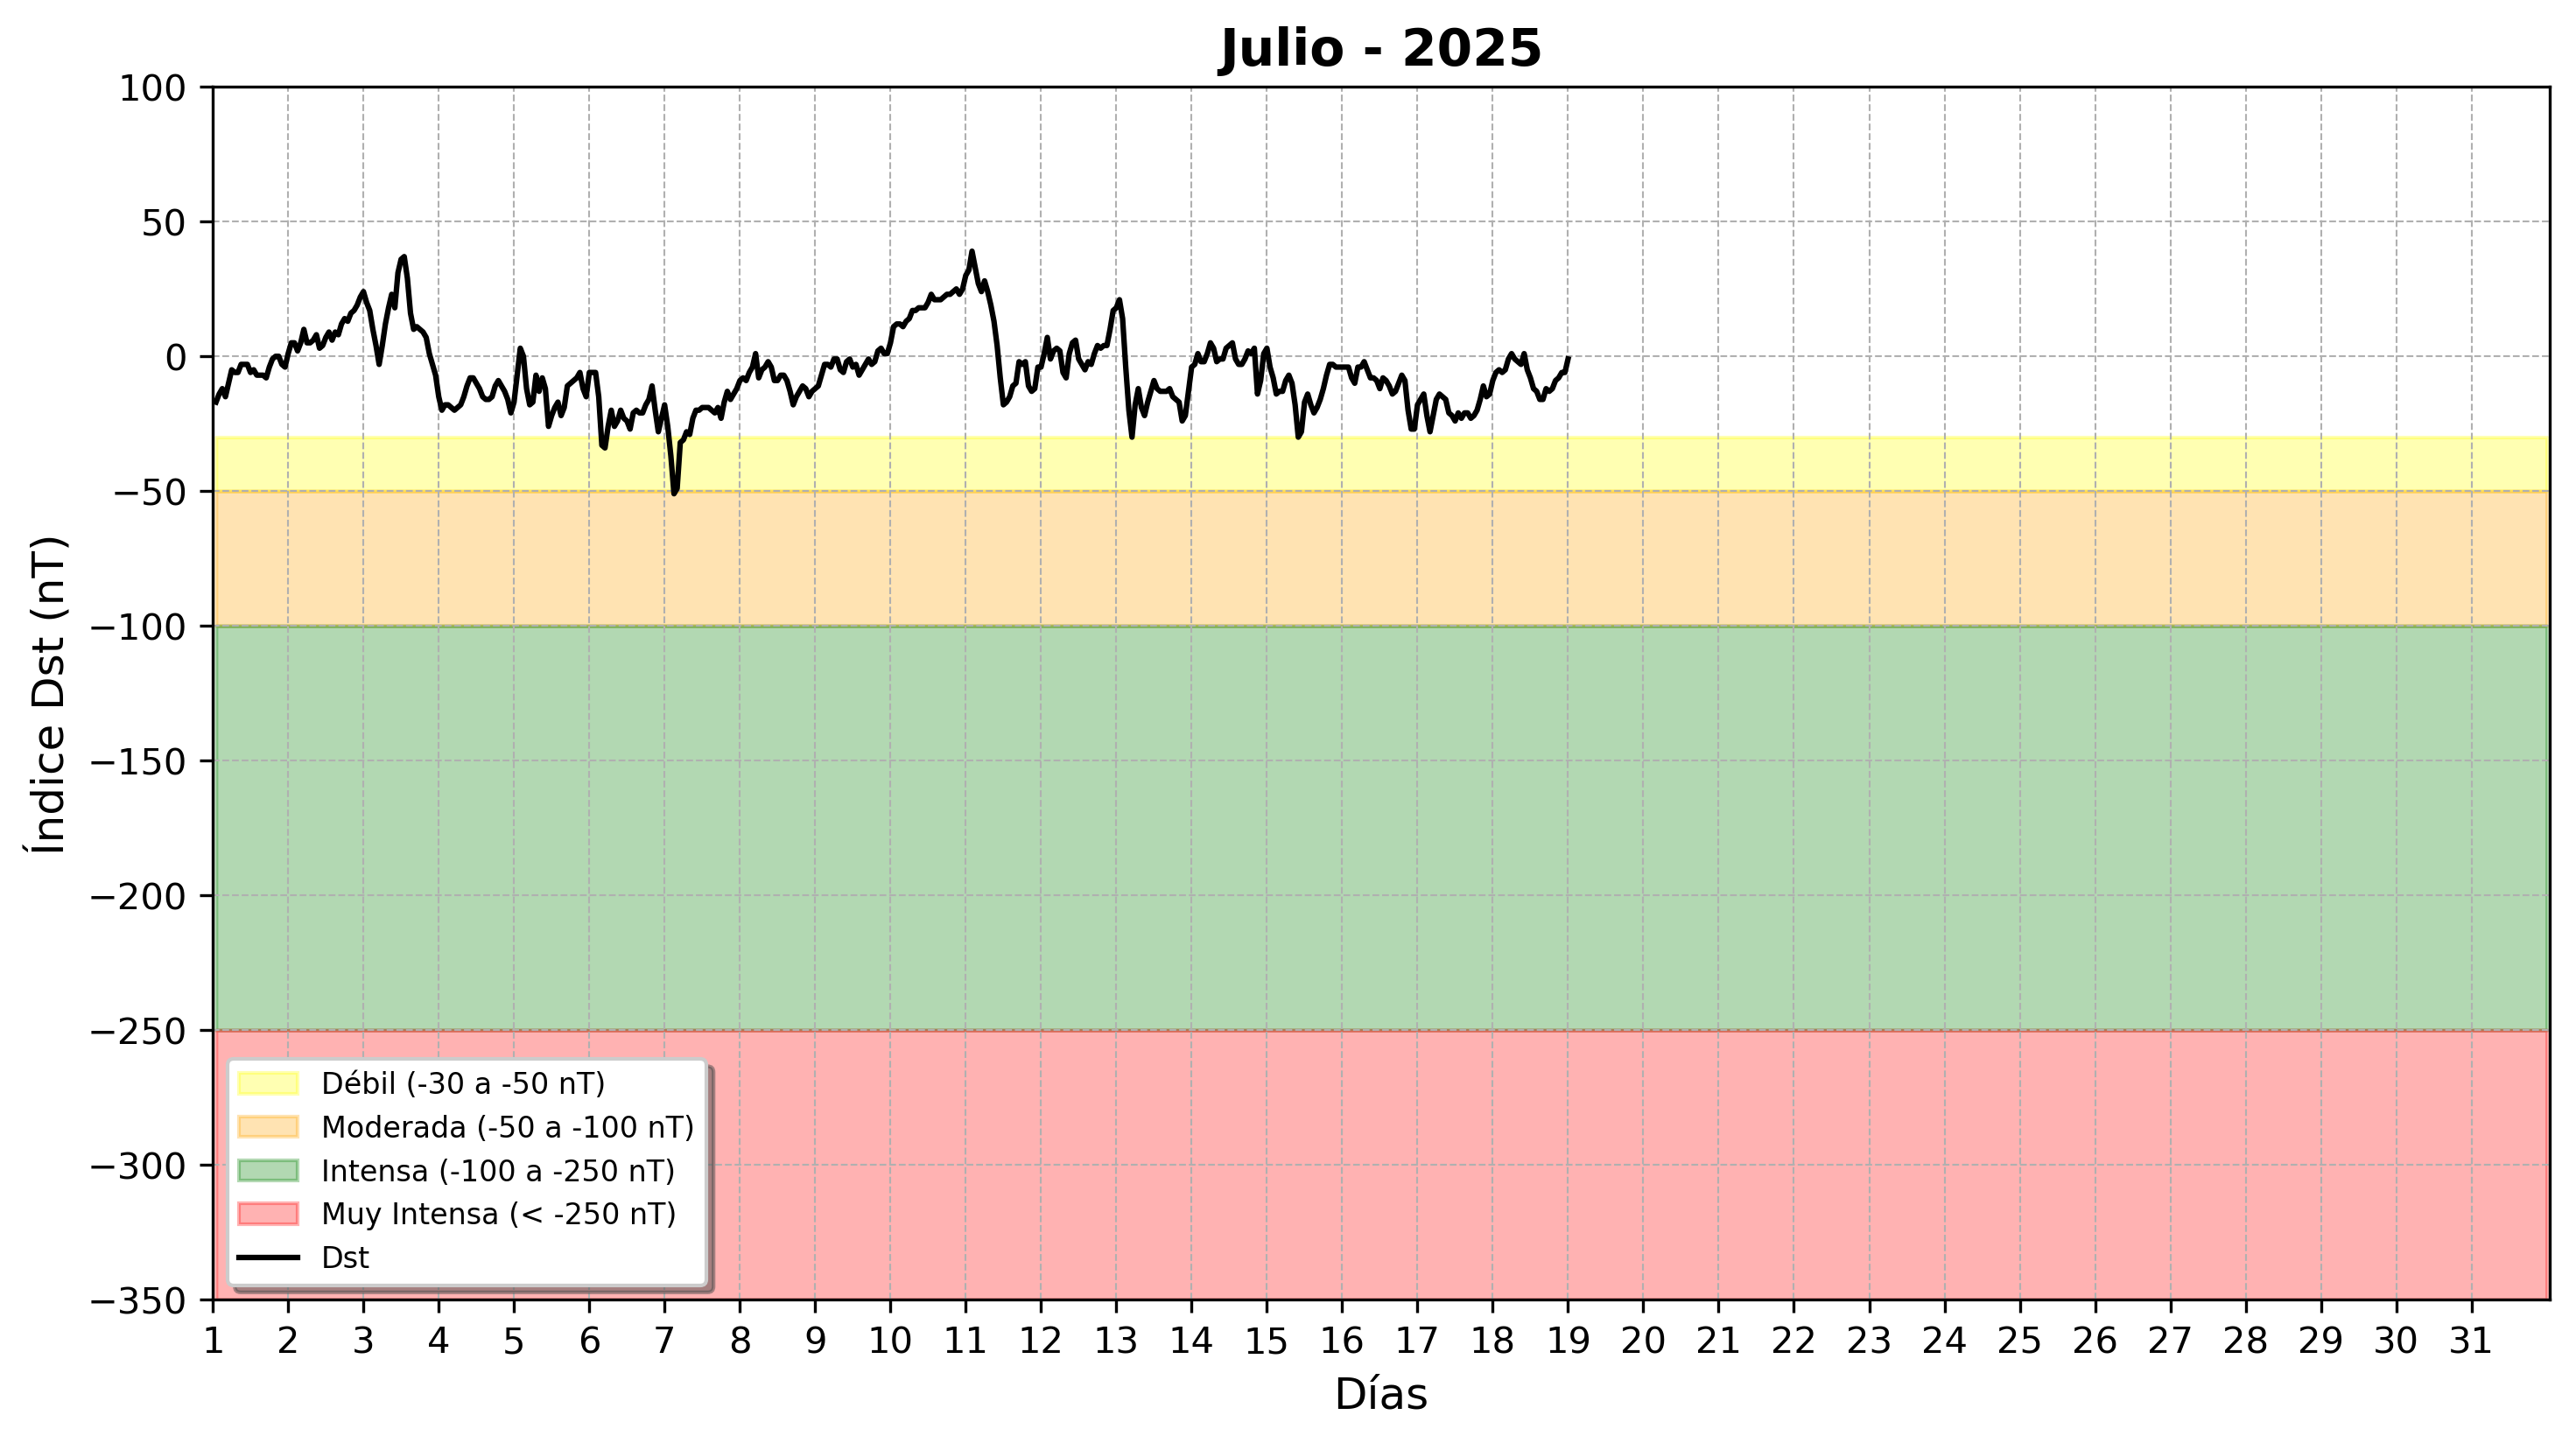 Julio - 2025
100
50
0
−50
−100
−150
−200
−250
−300
−350
Índice Dst (nT)
Débil (-30 a -50 nT)
Moderada (-50 a -100 nT)
Intensa (-100 a -250 nT)
Muy Intensa (< -250 nT)
Dst
1 2 3 4 5 6 7 8 9 10 11 12 13 14 15 16 17 18 19 20 21 22 23 24 25 26 27 28 29 30 31
Días